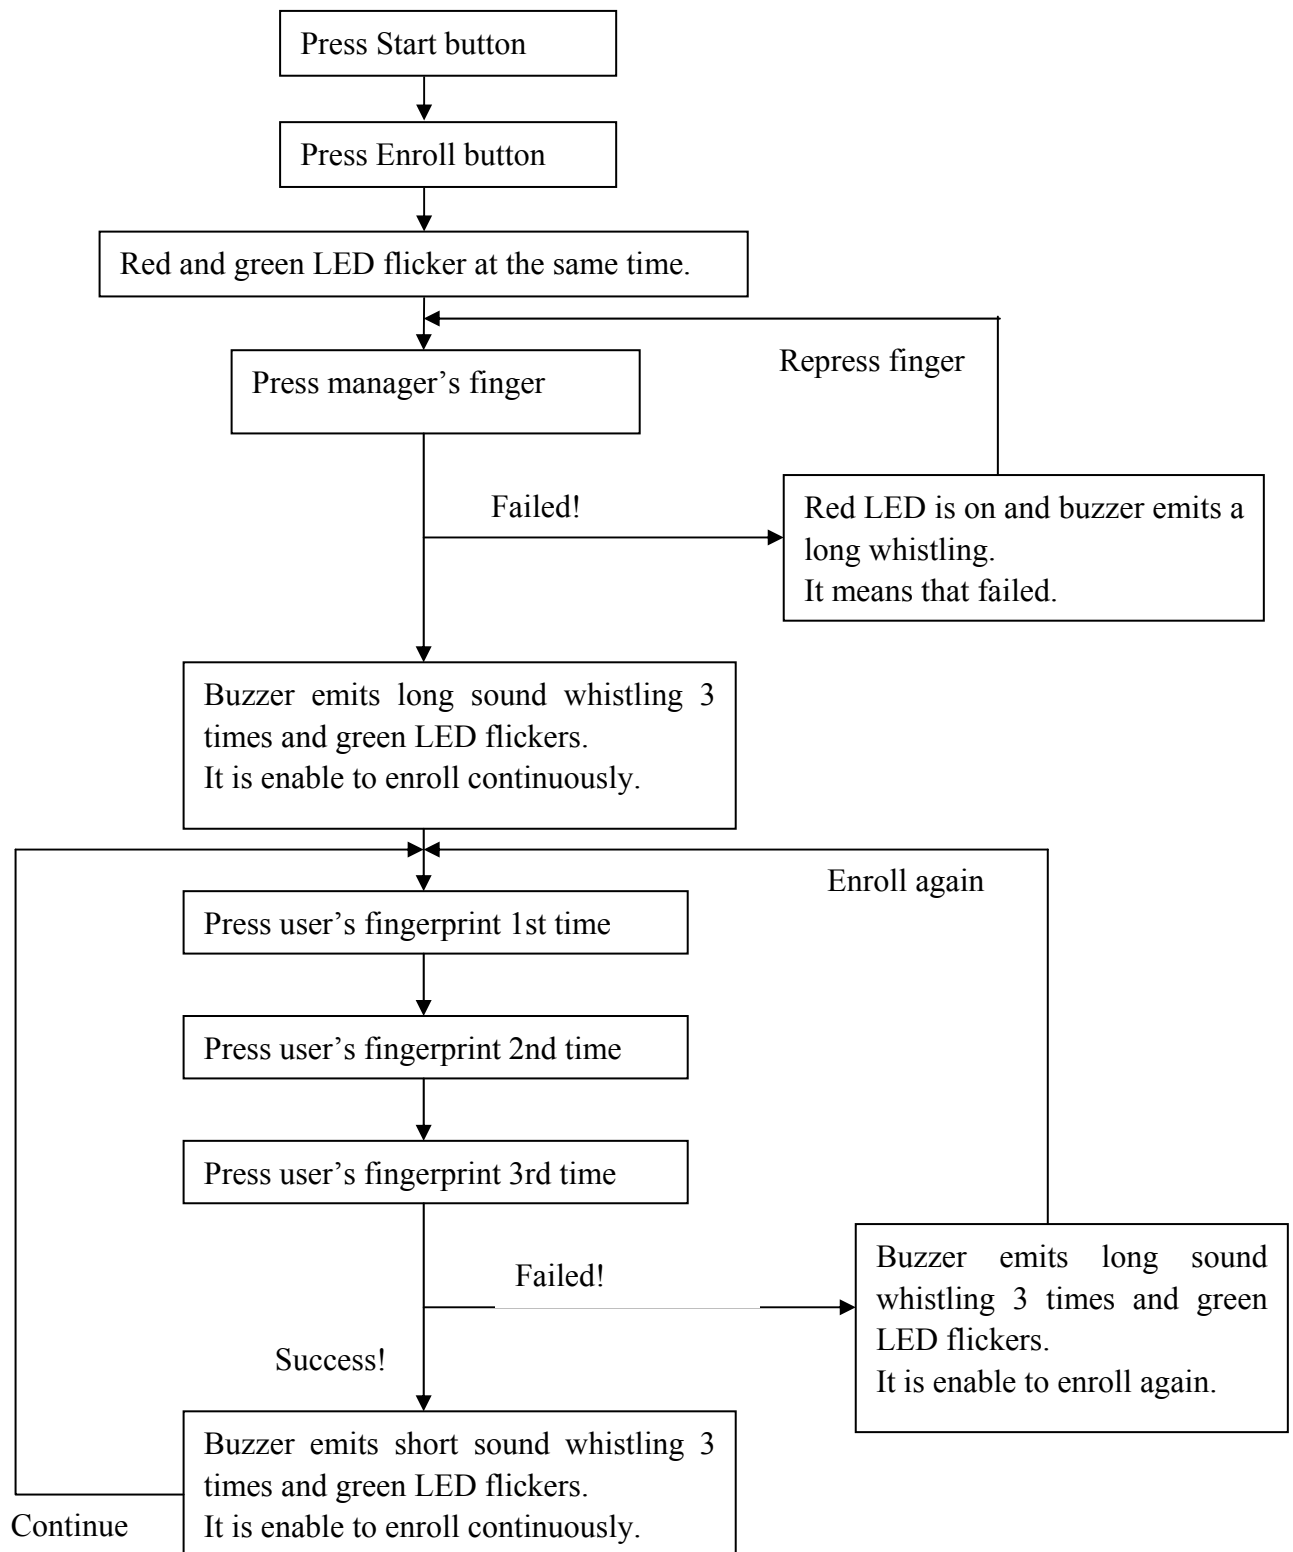 Press Start button
Press Enroll button
Red and green LED flicker at the same time.
Repress finger
Press manager’s finger
Failed!
Red LED is on and buzzer emits a
long whistling.
It means that failed.
Buzzer emits long sound whistling 3
times and green LED flickers.
It is enable to enroll continuously.
Enroll again
Press user’s fingerprint 1st time
Press user’s fingerprint 2nd time
Press user’s fingerprint 3rd time
Failed!
Buzzer emits long sound
whistling 3 times and green
LED flickers.
It is enable to enroll again.
Success!
Buzzer emits short sound whistling 3
times and green LED flickers.
It is enable to enroll continuously.
Continue